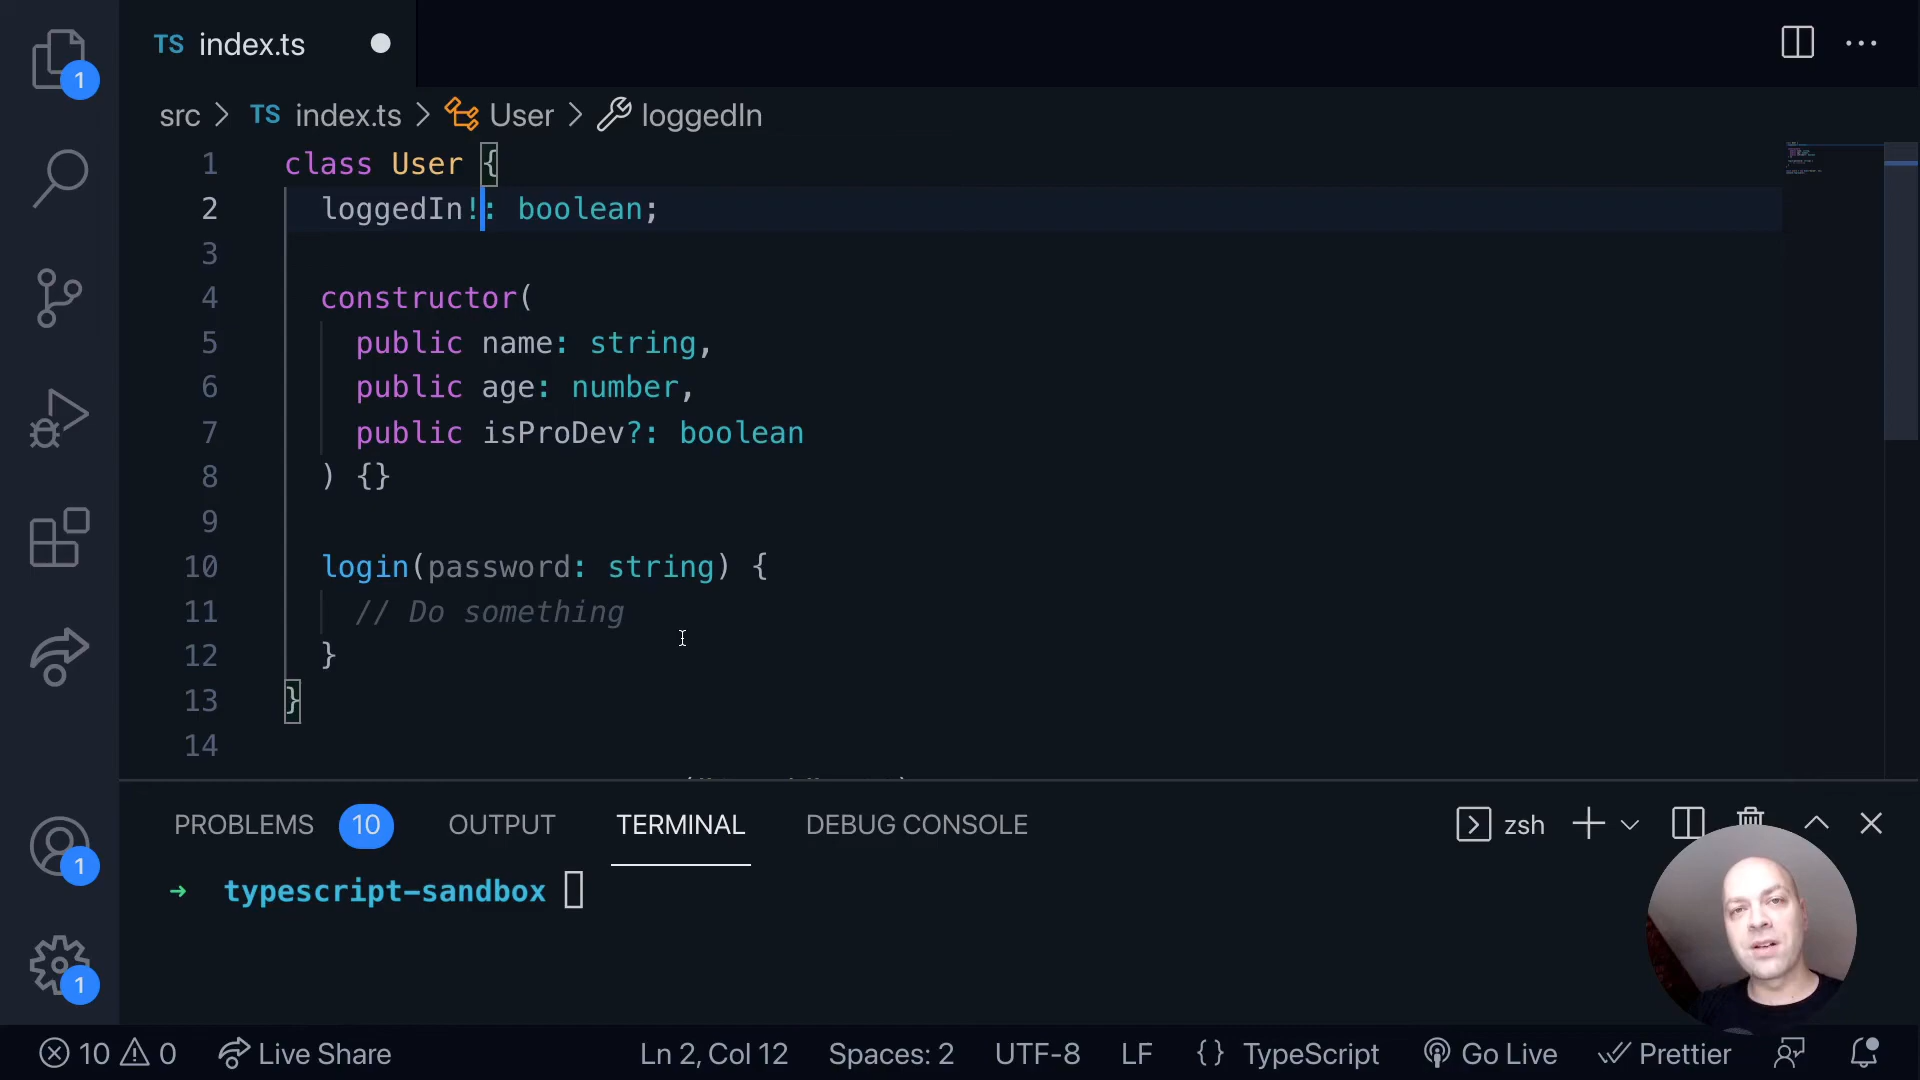 1
TS index.ts
src > TS index.ts > User > loggedIn
1 class User {
2 loggedIn!: boolean;
3
4 constructor(
5 public name: string,
6 public age: number,
7 public isProDev?: boolean
8 ) {}
9
10 login(password: string) {
11 // Do something
12 }
13 }
14
PROBLEMS 10 OUTPUT TERMINAL DEBUG CONSOLE zsh
→ typescript-sandbox
1
1
10 0 Live Share Ln 2, Col 12 Spaces: 2 UTF-8 LF {} TypeScript Go Live Prettier